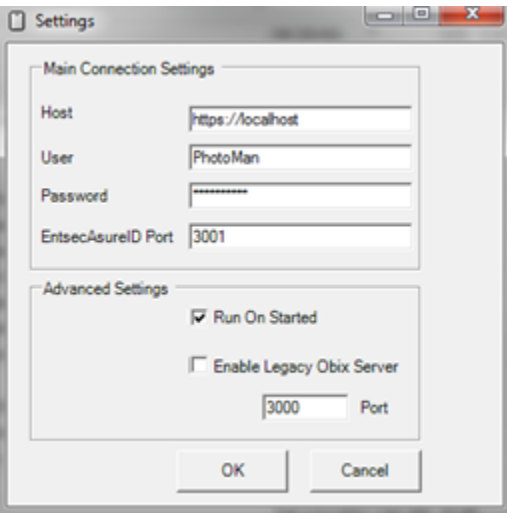 Settings
Main Connection Settings
Host https://localhost
User PhotoMan
Password **********
EntsecAsureID Port 3001
Advanced Settings
Run On Started
Enable Legacy Obix Server
3000 Port
OK Cancel